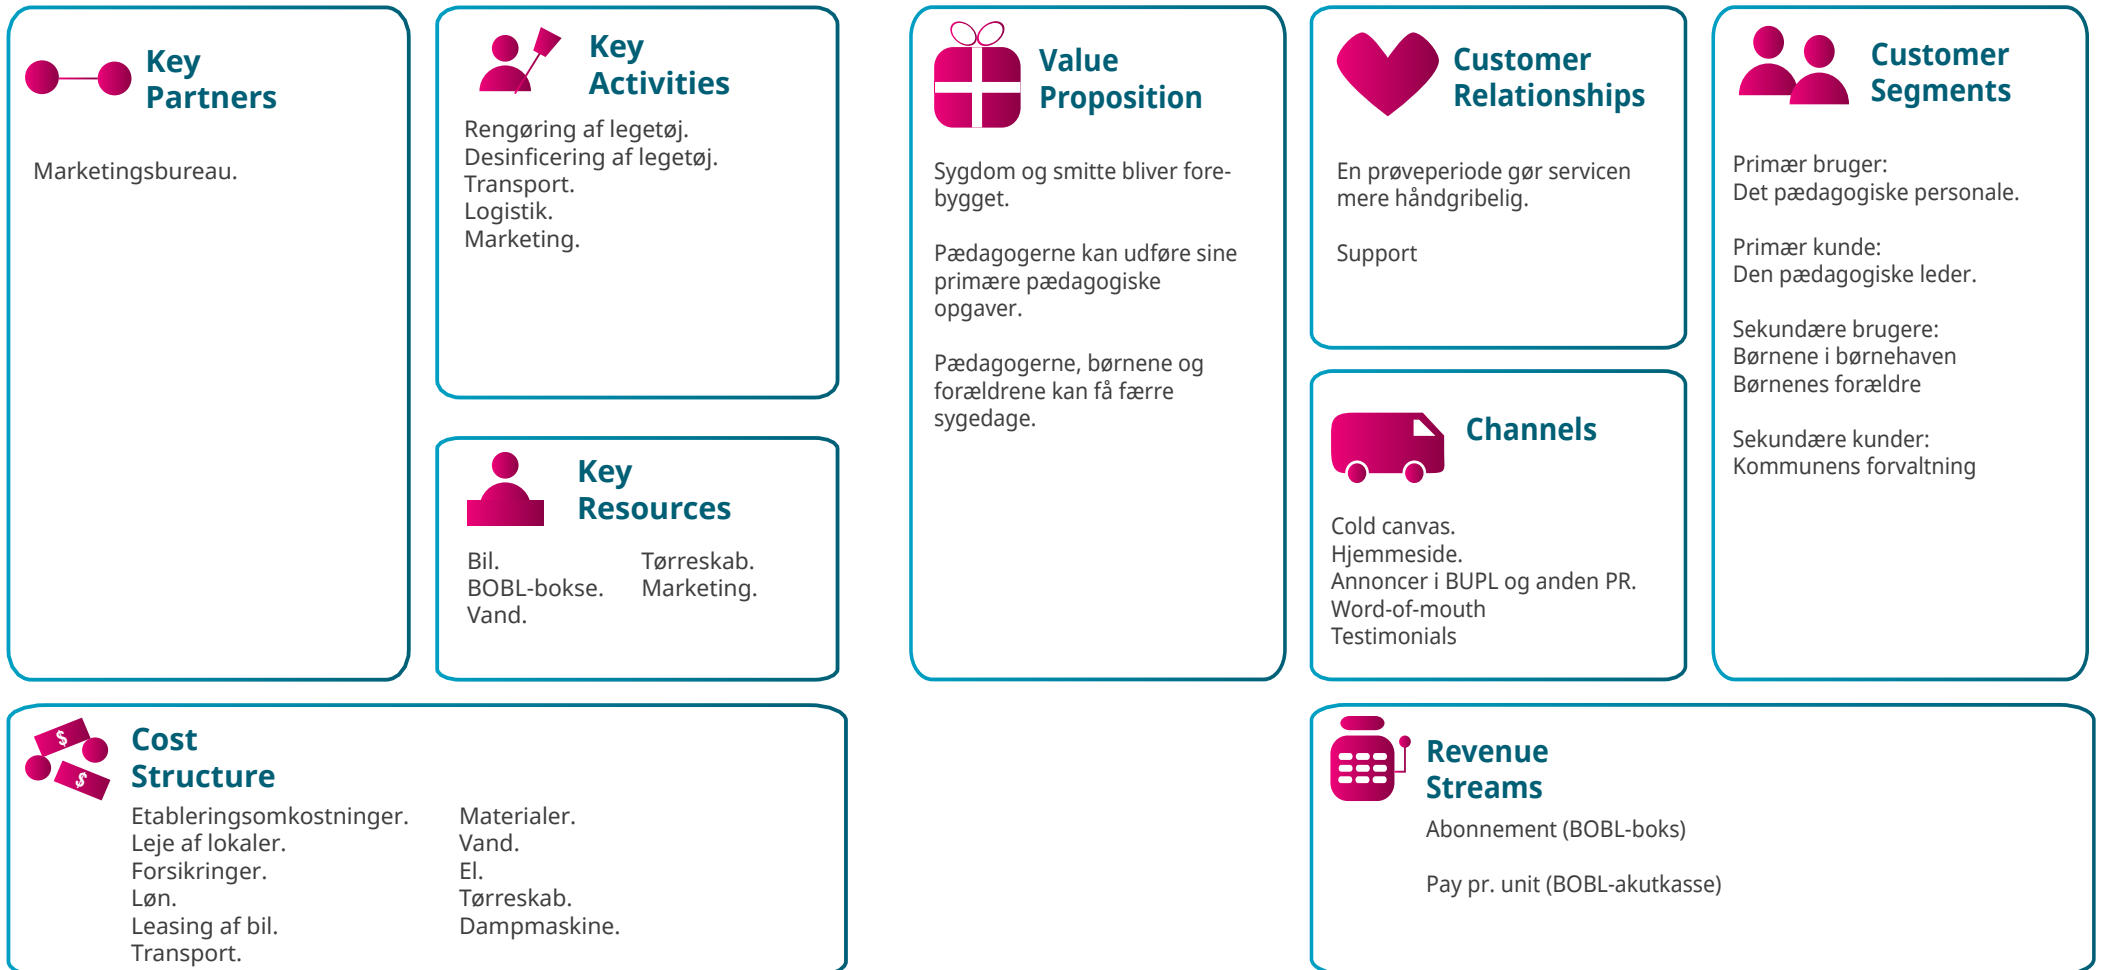 Key
Partners
Marketingsbureau.
Key
Activities
Rengøring af legetøj.
Desinficering af legetøj.
Transport.
Logistik.
Marketing.
Key
Resources
Bil.
BOBL-bokse.
Vand.
Tørreskab.
Marketing.
Value
Proposition
Sygdom og smitte bliver fore-
bygget.
Pædagogerne kan udføre sine
primære pædagogiske
opgaver.
Pædagogerne, børnene og
forældrene kan få færre
sygedage.
Customer
Relationships
En prøveperiode gør servicen
mere håndgribelig.
Support
Channels
Cold canvas.
Hjemmeside.
Annoncer i BUPL og anden PR.
Word-of-mouth
Testimonials
Customer
Segments
Primær bruger:
Det pædagogiske personale.
Primær kunde:
Den pædagogiske leder.
Sekundære brugere:
Børnene i børnehaven
Børnenes forældre
Sekundære kunder:
Kommunens forvaltning
$
$
Cost
Structure
Etableringsomkostninger.
Leje af lokaler.
Forsikringer.
Løn.
Leasing af bil.
Transport.
Materialer.
Vand.
El.
Tørreskab.
Dampmaskine.
Revenue
Streams
Abonnement (BOBL-boks)
Pay pr. unit (BOBL-akutkasse)